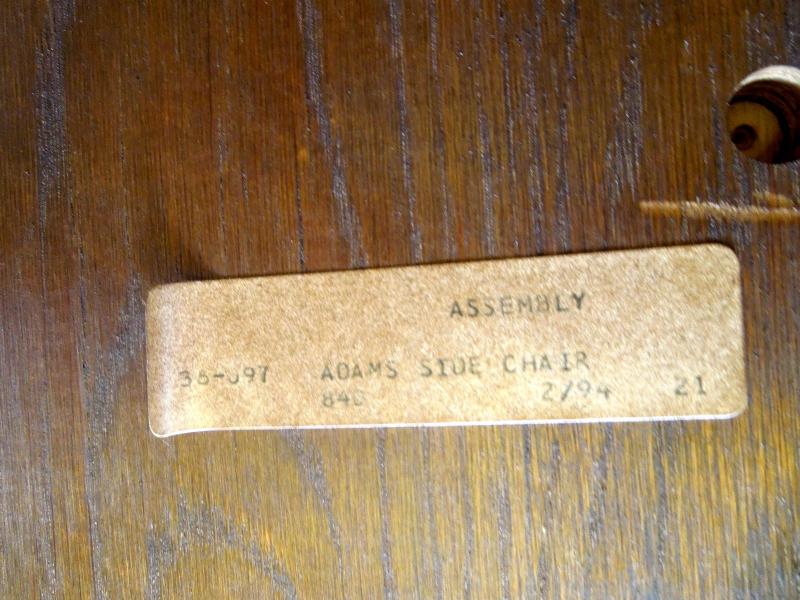 ASSEMBLY
ADAMS SIDE CHAIR
2/94 21